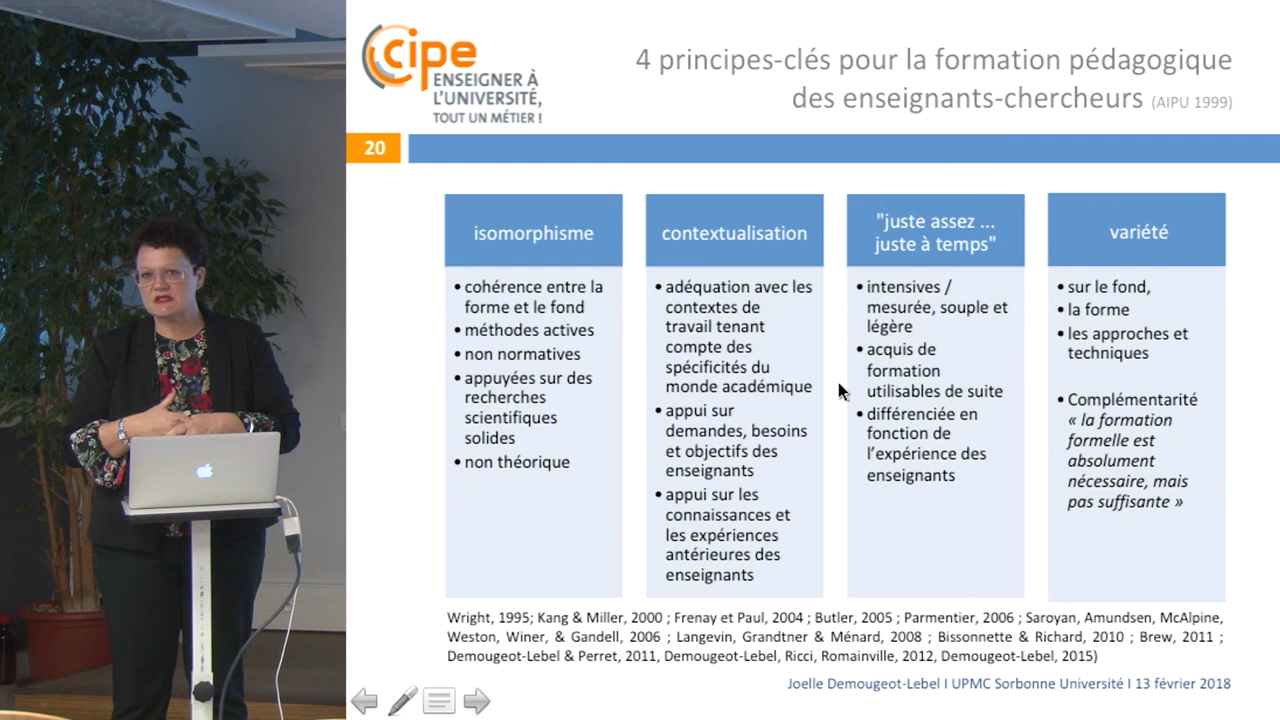 cipe
ENSEIGNER À
L'UNIVERSITÉ,
TOUT UN MÉTIER !
4 principes-clés pour la formation pédagogique
des enseignants-chercheurs (AIPU 1999)
20
isomorphisme
• cohérence entre la
forme et le fond
• méthodes actives
• non normatives
• appuyées sur des
recherches
scientifiques
solides
• non théorique
contextualisation
• adéquation avec les
contextes de
travail tenant
compte des
spécificités du
monde académique
• appui sur
demandes, besoins
et objectifs des
enseignants
• appui sur les
connaissances et
les expériences
antérieures des
enseignants
"juste assez ...
juste à temps"
• intensives /
mesurée, souple et
légère
• acquis de
formation
utilisables de suite
• différenciée en
fonction de
l'expérience des
enseignants
variété
• sur le fond,
• la forme
• les approches et
techniques
• Complémentarité
« la formation
formelle est
absolument
nécessaire, mais
pas suffisante »
Wright, 1995; Kang & Miller, 2000 ; Frenay et Paul, 2004 ; Butler, 2005 ; Parmentier, 2006 ; Saroyan, Amundsen, McAlpine,
Weston, Winer, & Gandell, 2006 ; Langevin, Grandtner & Ménard, 2008 ; Bissonnette & Richard, 2010 ; Brew, 2011 ;
Demougeot-Lebel & Perret, 2011, Demougeot-Lebel, Ricci, Romainville, 2012, Demougeot-Lebel, 2015)
Joelle Demougeot-Lebel I UPMC Sorbonne Université I 13 février 2018